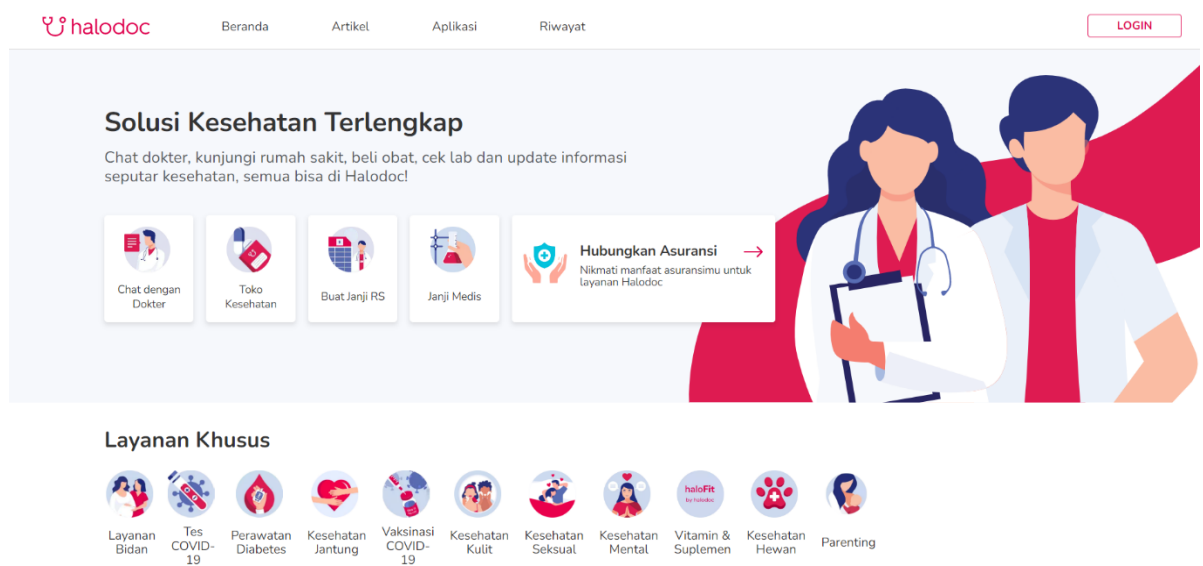 halodoc
Beranda
Artikel
Aplikasi
Riwayat
LOGIN
Solusi Kesehatan Terlengkap
Chat dokter, kunjungi rumah sakit, beli obat, cek lab dan update informasi
seputar kesehatan, semua bisa di Halodoc!
Chat dengan
Dokter
Toko
Kesehatan
Buat Janji RS
Janji Medis
Hubungkan Asuransi
Nikmati manfaat asuransimu untuk
layanan Halodoc
Layanan Khusus
Layanan
Bidan
Tes
COVID-
19
Perawatan
Diabetes
Kesehatan
Jantung
Vaksinasi
COVID-
19
Kesehatan
Kulit
Kesehatan
Seksual
Kesehatan
Mental
haloFit
by halodoc
Vitamin &
Suplemen
Kesehatan
Hewan
Parenting